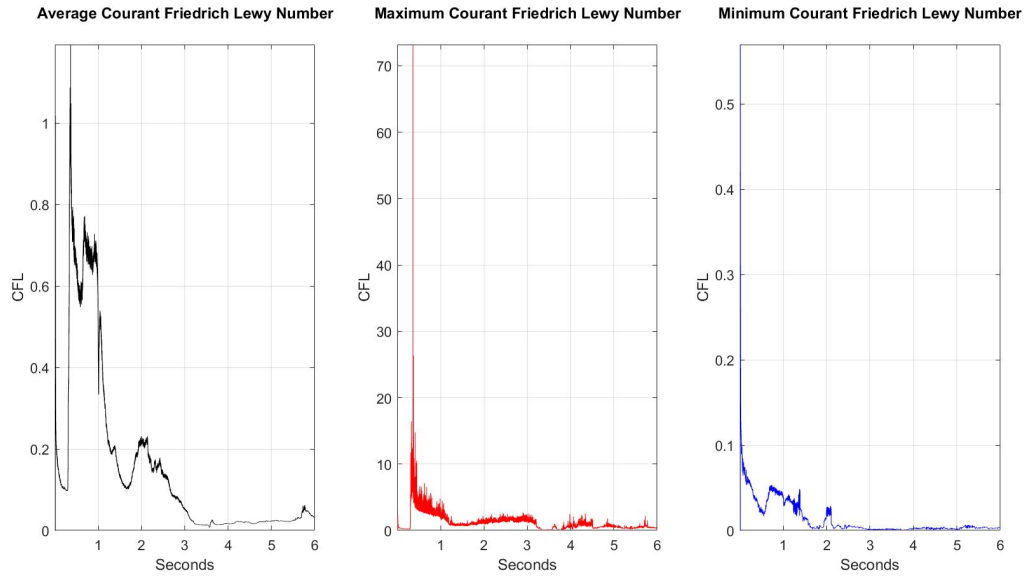 Average Courant Friedrich Lewy Number
Maximum Courant Friedrich Lewy Number
Minimum Courant Friedrich Lewy Number
1
0.8
0.6
0.4
0.2
0
CFL
1 2 3 4 5 6
Seconds
70
60
50
40
30
20
10
0
CFL
1 2 3 4 5 6
Seconds
0.5
0.4
0.3
0.2
0.1
0
CFL
1 2 3 4 5 6
Seconds